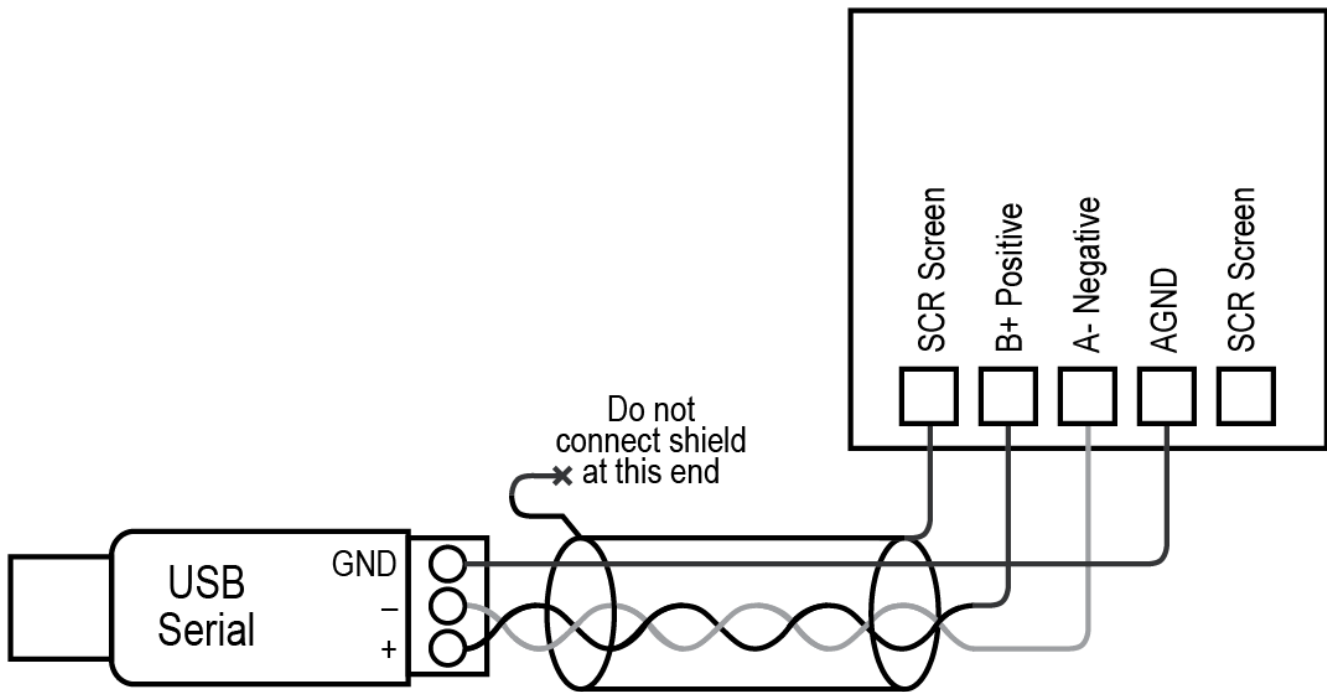 SCR Screen
B+ Positive
A- Negative
AGND
SCR Screen
Do not
connect shield
at this end
USB
Serial
GND
–
+